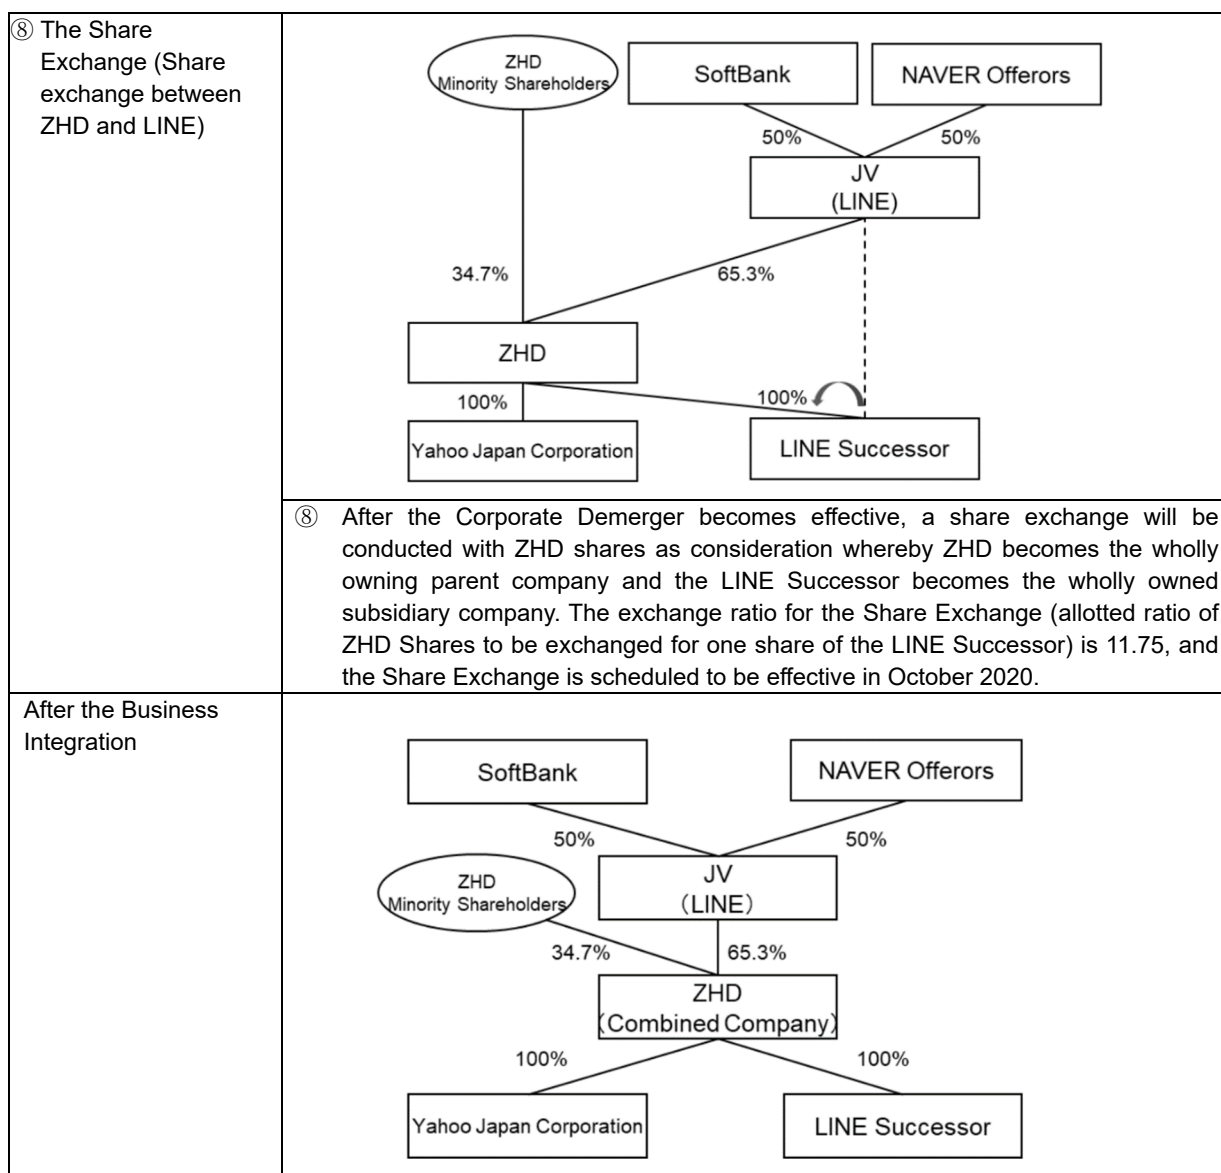 ⑧ The Share
Exchange (Share
exchange between
ZHD and LINE)
ZHD
Minority Shareholders
SoftBank
NAVER Offerors
50%
50%
JV
(LINE)
34.7%
65.3%
ZHD
100%
100%
Yahoo Japan Corporation
LINE Successor
⑧ After the Corporate Demerger becomes effective, a share exchange will be
conducted with ZHD shares as consideration whereby ZHD becomes the wholly
owning parent company and the LINE Successor becomes the wholly owned
subsidiary company. The exchange ratio for the Share Exchange (allotted ratio of
ZHD Shares to be exchanged for one share of the LINE Successor) is 11.75, and
the Share Exchange is scheduled to be effective in October 2020.
After the Business
Integration
SoftBank
NAVER Offerors
50%
50%
ZHD
Minority Shareholders
JV
（LINE）
34.7%
65.3%
ZHD
（Combined Company）
100%
100%
Yahoo Japan Corporation
LINE Successor